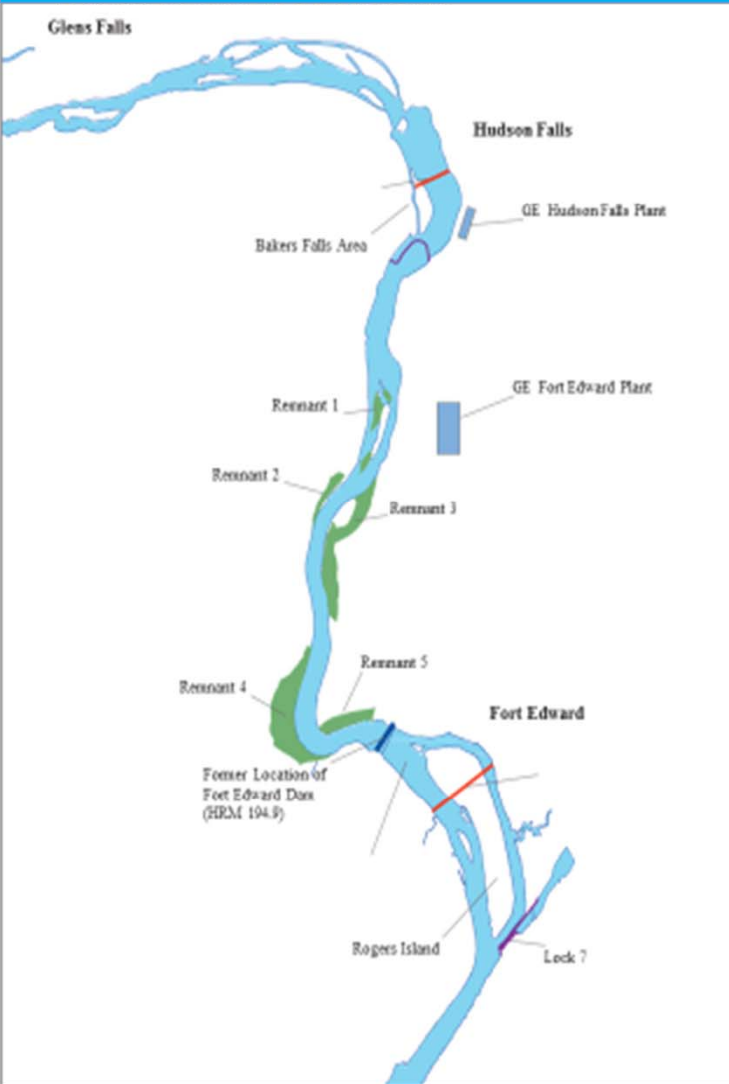 Glens Falls
Hudson Falls
GE Hudson Falls Plant
Bakers Falls Area
GE Fort Edward Plant
Remnant 1
Remnant 2
Remnant 3
Remnant 5
Remnant 4
Fort Edward
Former Location of
Fort Edward Dam
(HRM 194.9)
Rogers Island
Lock 7